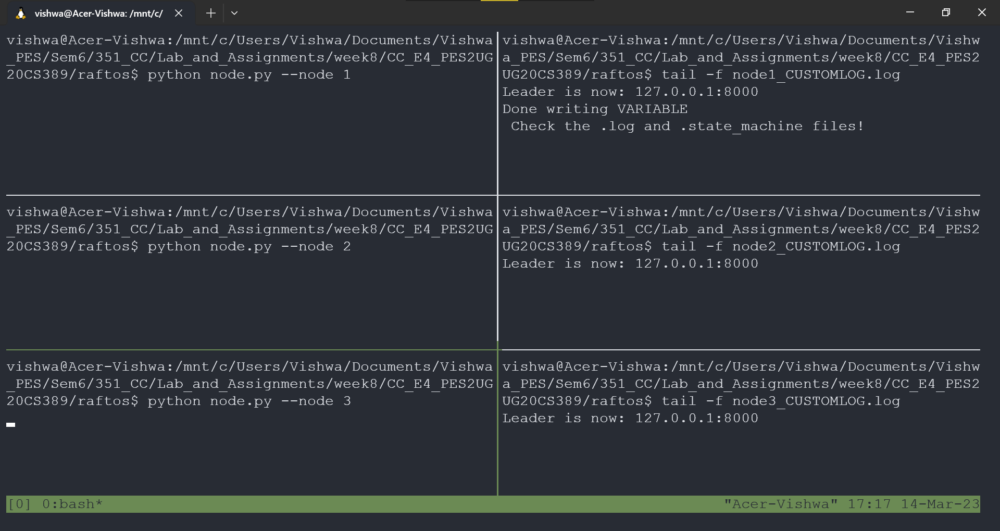 vishwa@Acer-Vishwa: /mnt/c/
vishwa@Acer-Vishwa:/mnt/c/Users/Vishwa/Documents/Vishwa
_PES/Sem6/351_CC/Lab_and_Assignments/week8/CC_E4_PES2UG
20CS389/raftos$ python node.py --node 1
vishwa@Acer-Vishwa:/mnt/c/Users/Vishwa/Documents/Vishw
a_PES/Sem6/351_CC/Lab_and_Assignments/week8/CC_E4_PES2
UG20CS389/raftos$ tail -f node1_CUSTOMLOG.log
Leader is now: 127.0.0.1:8000
Done writing VARIABLE
 Check the .log and .state_machine files!
vishwa@Acer-Vishwa:/mnt/c/Users/Vishwa/Documents/Vishwa
_PES/Sem6/351_CC/Lab_and_Assignments/week8/CC_E4_PES2UG
20CS389/raftos$ python node.py --node 2
vishwa@Acer-Vishwa:/mnt/c/Users/Vishwa/Documents/Vishw
a_PES/Sem6/351_CC/Lab_and_Assignments/week8/CC_E4_PES2
UG20CS389/raftos$ tail -f node2_CUSTOMLOG.log
Leader is now: 127.0.0.1:8000
vishwa@Acer-Vishwa:/mnt/c/Users/Vishwa/Documents/Vishwa
_PES/Sem6/351_CC/Lab_and_Assignments/week8/CC_E4_PES2UG
20CS389/raftos$ python node.py --node 3
vishwa@Acer-Vishwa:/mnt/c/Users/Vishwa/Documents/Vishw
a_PES/Sem6/351_CC/Lab_and_Assignments/week8/CC_E4_PES2
UG20CS389/raftos$ tail -f node3_CUSTOMLOG.log
Leader is now: 127.0.0.1:8000
[0] 0:bash* "Acer-Vishwa" 17:17 14-Mar-23